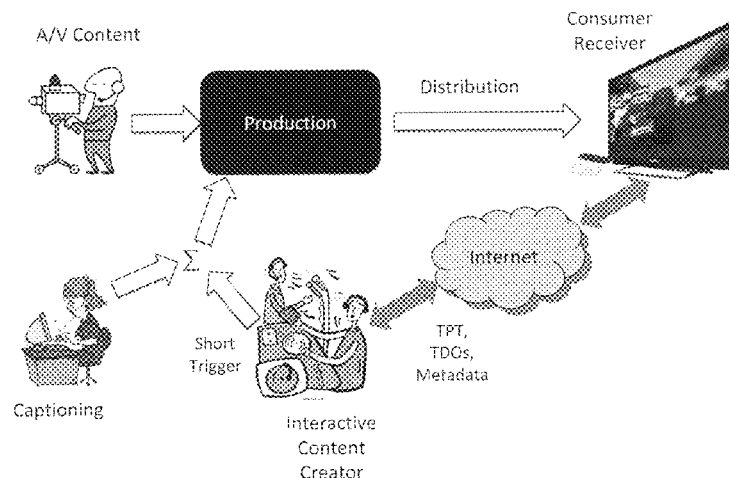 A/V Content
Consumer
Receiver
Production
Distribution
Internet
Σ
Short
Trigger
TPT,
TDOs,
Metadata
Captioning
Interactive
Content
Creator